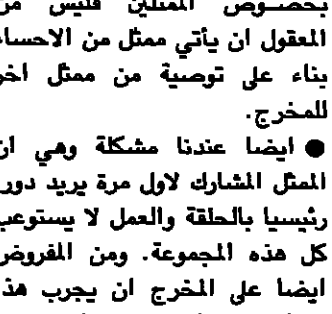 بخصوص الممثلين فليس من
المعقول ان يأتي ممثل من الاحساء
بناء على توصية من ممثل اخر
للمخرج.
● ايضا عندنا مشكلة وهي ان
الممثل المشارك لاول مرة يريد دور
رئيسيا بالحلقة والعمل لا يستوعب
كل هذه المجموعة. ومن المفروض
ايضا على المخرج ان يجرب هذ